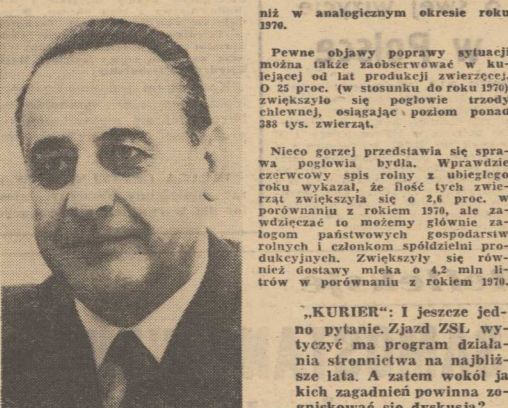 niż w analogicznym okresie roku
1970.
Pewne objawy poprawy sytuacji
można także zaobserwować w ku-
lejącej od lat produkcji zwierzęcej.
O 25 proc. (w stosunku do roku 1970)
zwiększyło się pogłowie trzody
chlewnej, osiągając poziom ponad
388 tys. zwierząt.
Nieco gorzej przedstawia się spra-
wa pogłowia bydła. Wprawdzie
czerwcowy spis rolny z ubiegłego
roku wykazał, że ilość tych zwie-
rząt zwiększyła się o 2,6 proc. w
porównaniu z rokiem 1970, ale za-
wdzięczać to możemy głównie za-
łogom państwowych gospodarstw
rolnych i członkom spółdzielni pro-
dukcyjnych. Zwiększyły się rów-
nież dostawy mleka o 4,2 mln li-
trów w porównaniu z rokiem 1970.
„KURIER“: I jeszcze jed-
no pytanie. Zjazd ZSL wy-
tyczyć ma program działa-
nia stronnictwa na najbliż-
sze lata. A zatem wokół ja
kich zagadnień powinna zo-
gniskować się dyskusja?